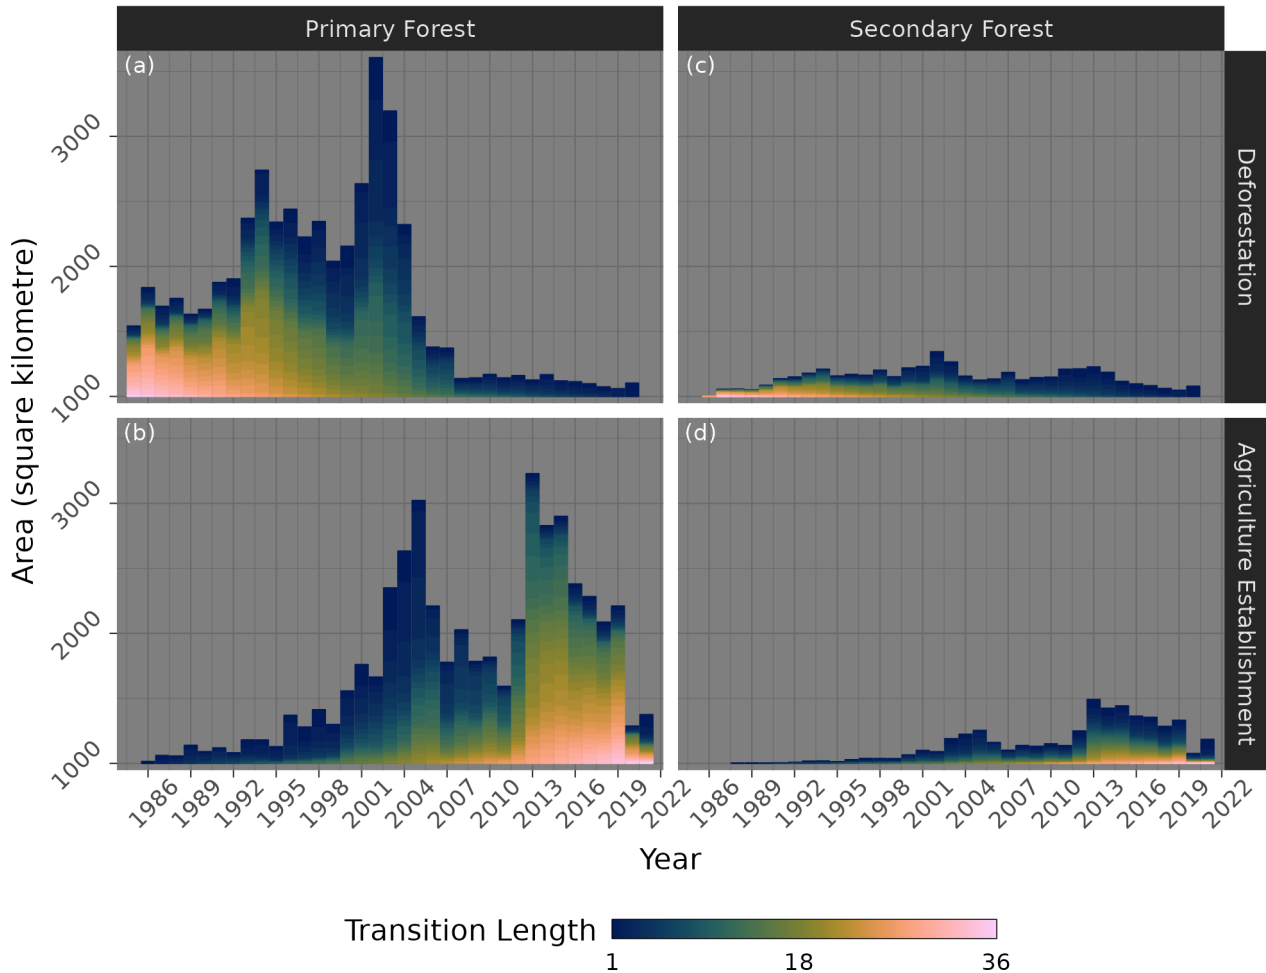 Primary Forest
Secondary Forest
(a)
(c)
3000
2000
1000
Deforestation
Area (square kilometre)
(b)
(d)
3000
2000
1000
Agriculture Establishment
1986 1989 1992 1995 1998 2001 2004 2007 2010 2013 2016 2019 2022
1986 1989 1992 1995 1998 2001 2004 2007 2010 2013 2016 2019 2022
Year
Transition Length
1 18 36